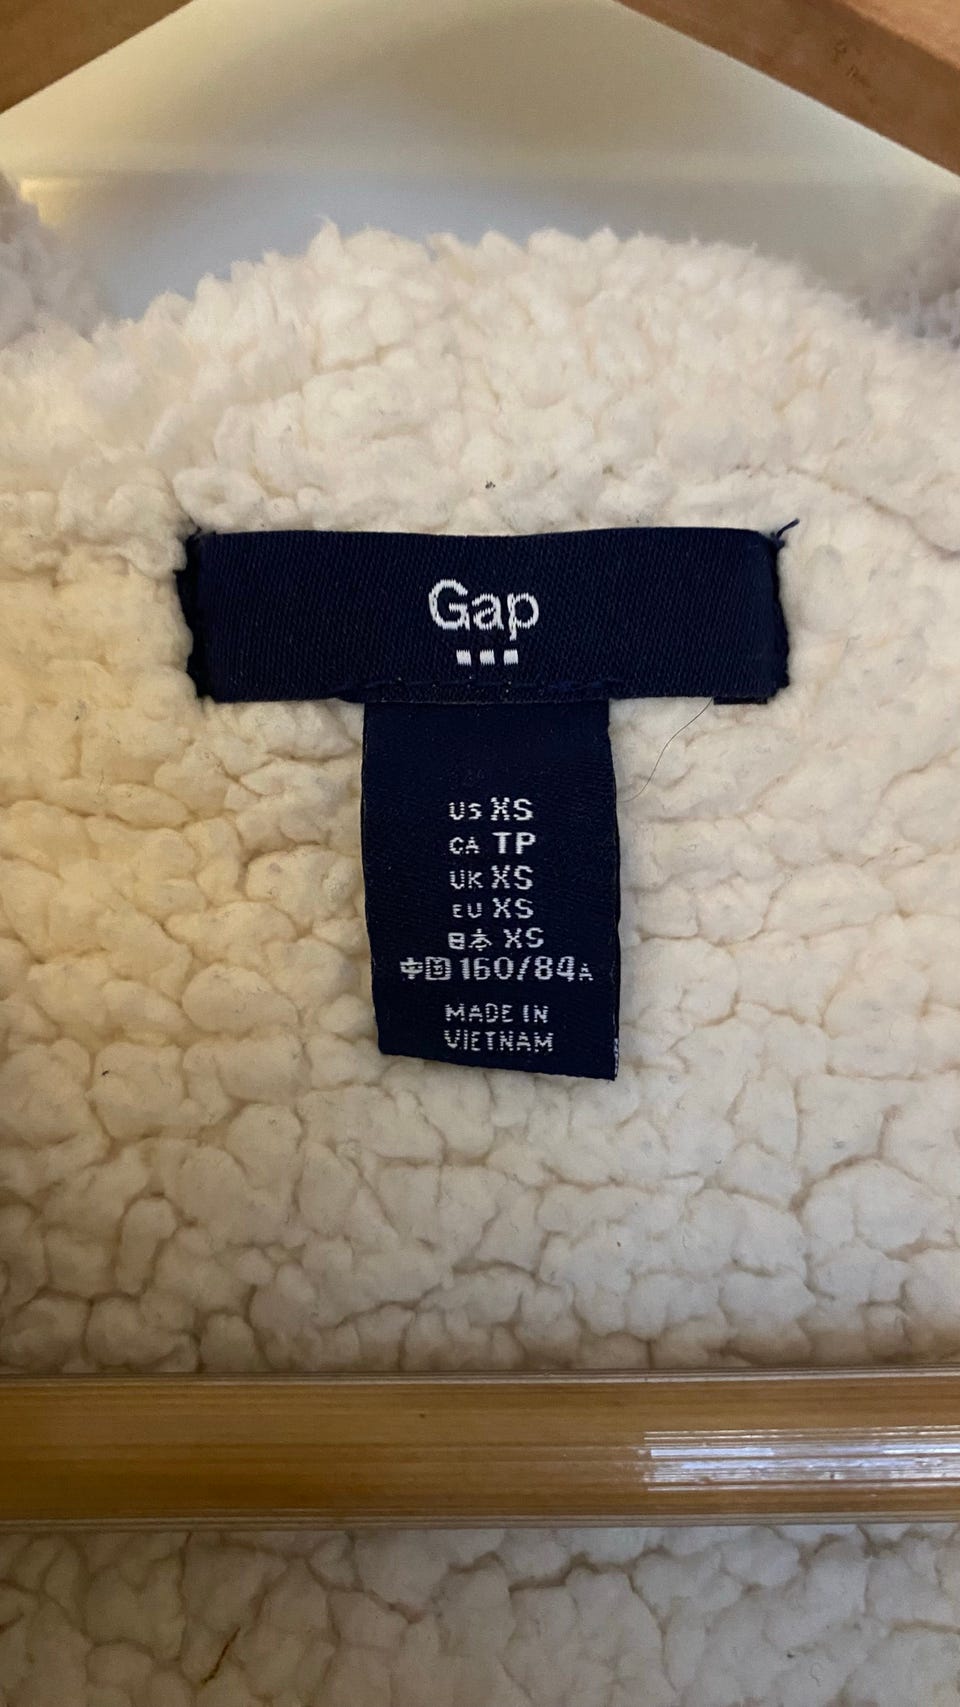 Gap
US XS
CA TP
UK XS
EU XS
日本 XS
中国 160/84A
MADE IN
VIETNAM